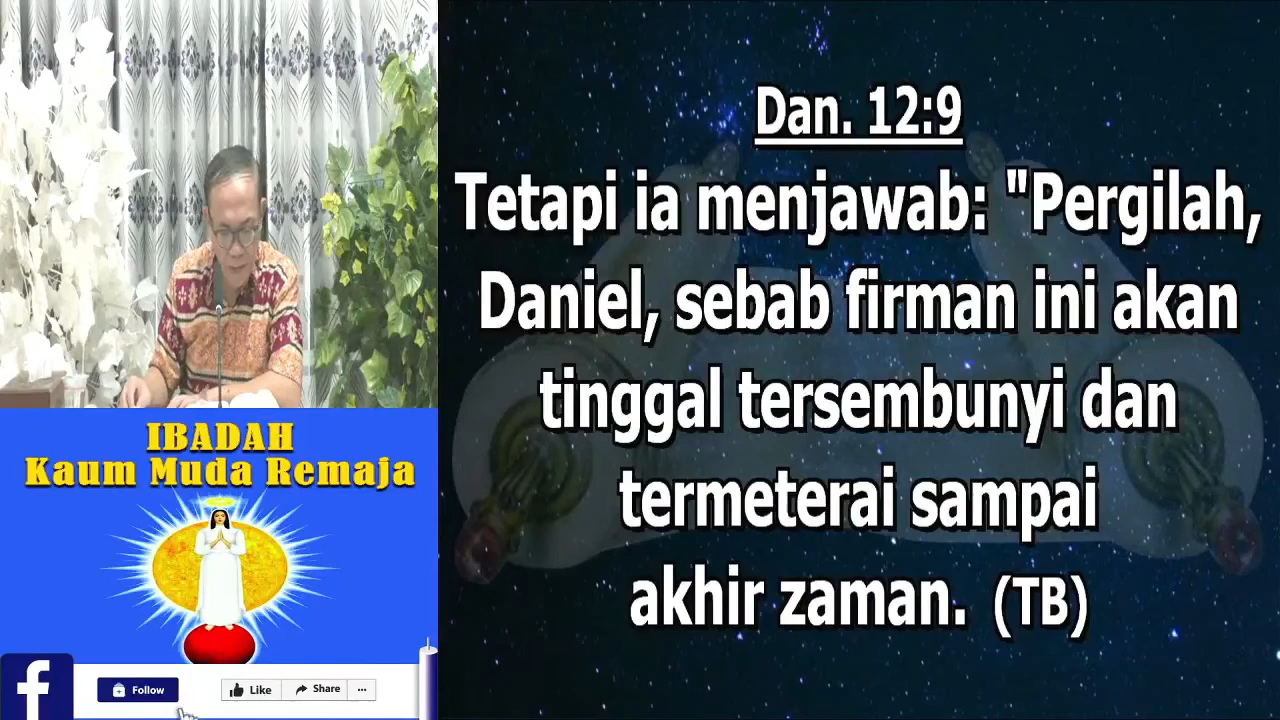 Dan. 12:9
Tetapi ia menjawab: "Pergilah,
Daniel, sebab firman ini akan
tinggal tersembunyi dan
termeterai sampai
akhir zaman. (TB)
IBADAH
Kaum Muda Remaja
f
Follow
Like
Share